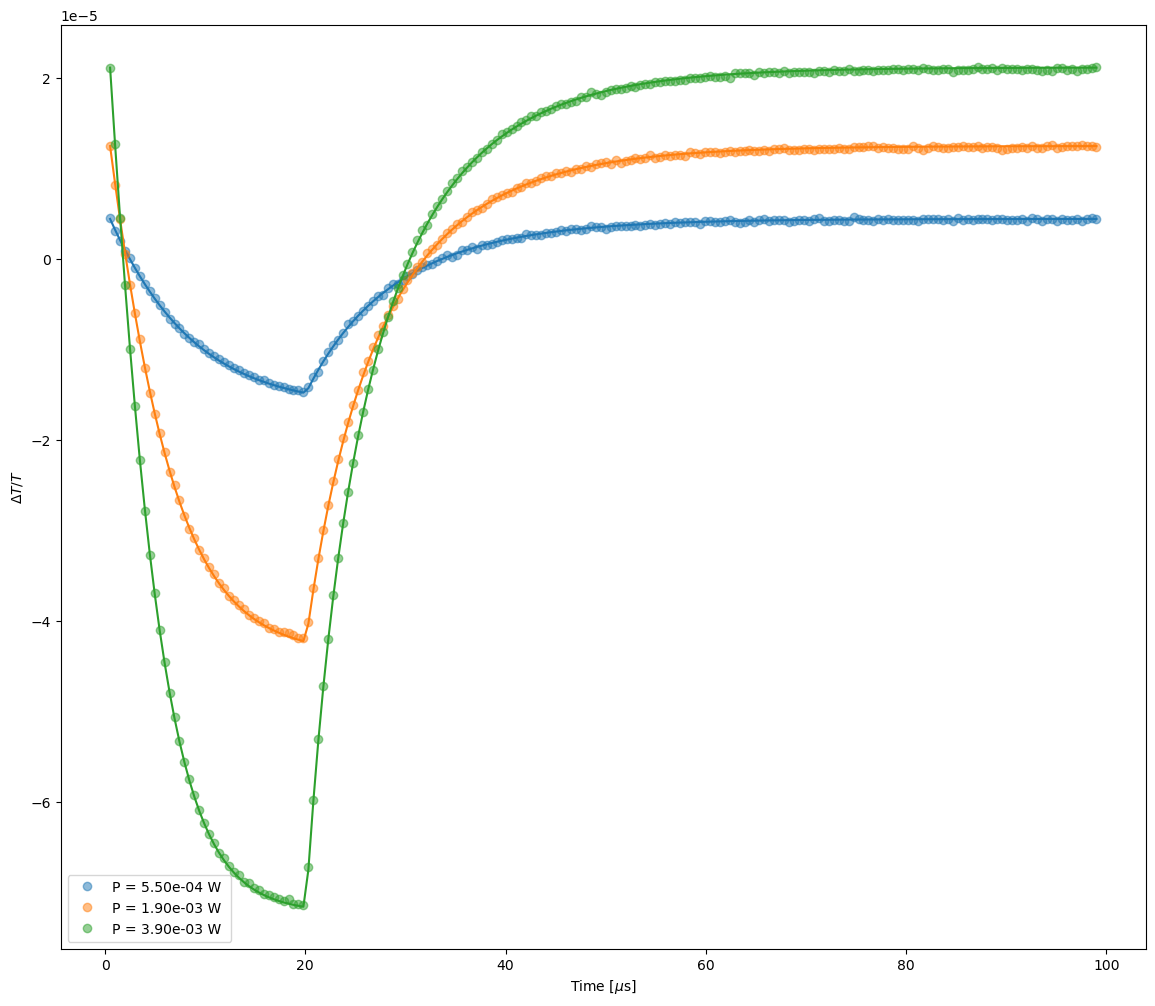 1e−5
2
0
−2
−4
−6
ΔT/T
P = 5.50e-04 W
P = 1.90e-03 W
P = 3.90e-03 W
0 20 40 60 80 100
Time [μs]